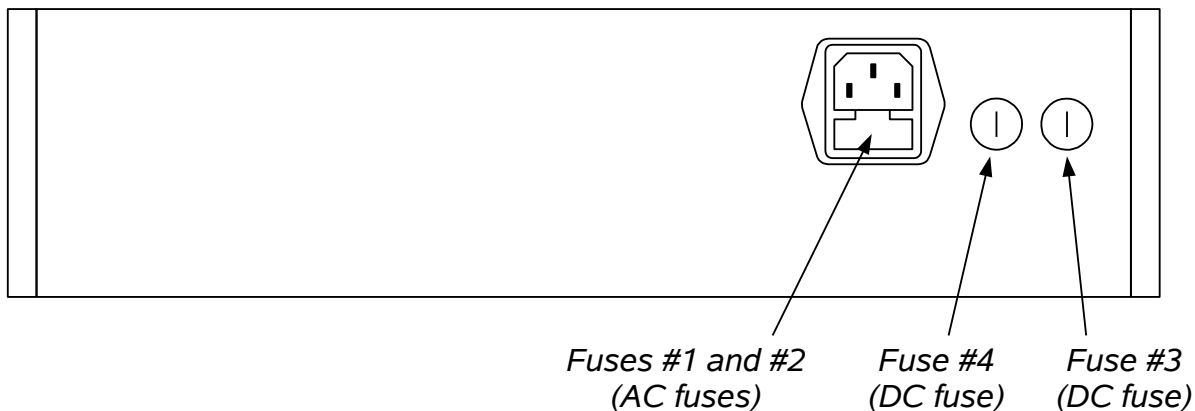 Fuses #1 and #2
(AC fuses)
Fuse #4
(DC fuse)
Fuse #3
(DC fuse)